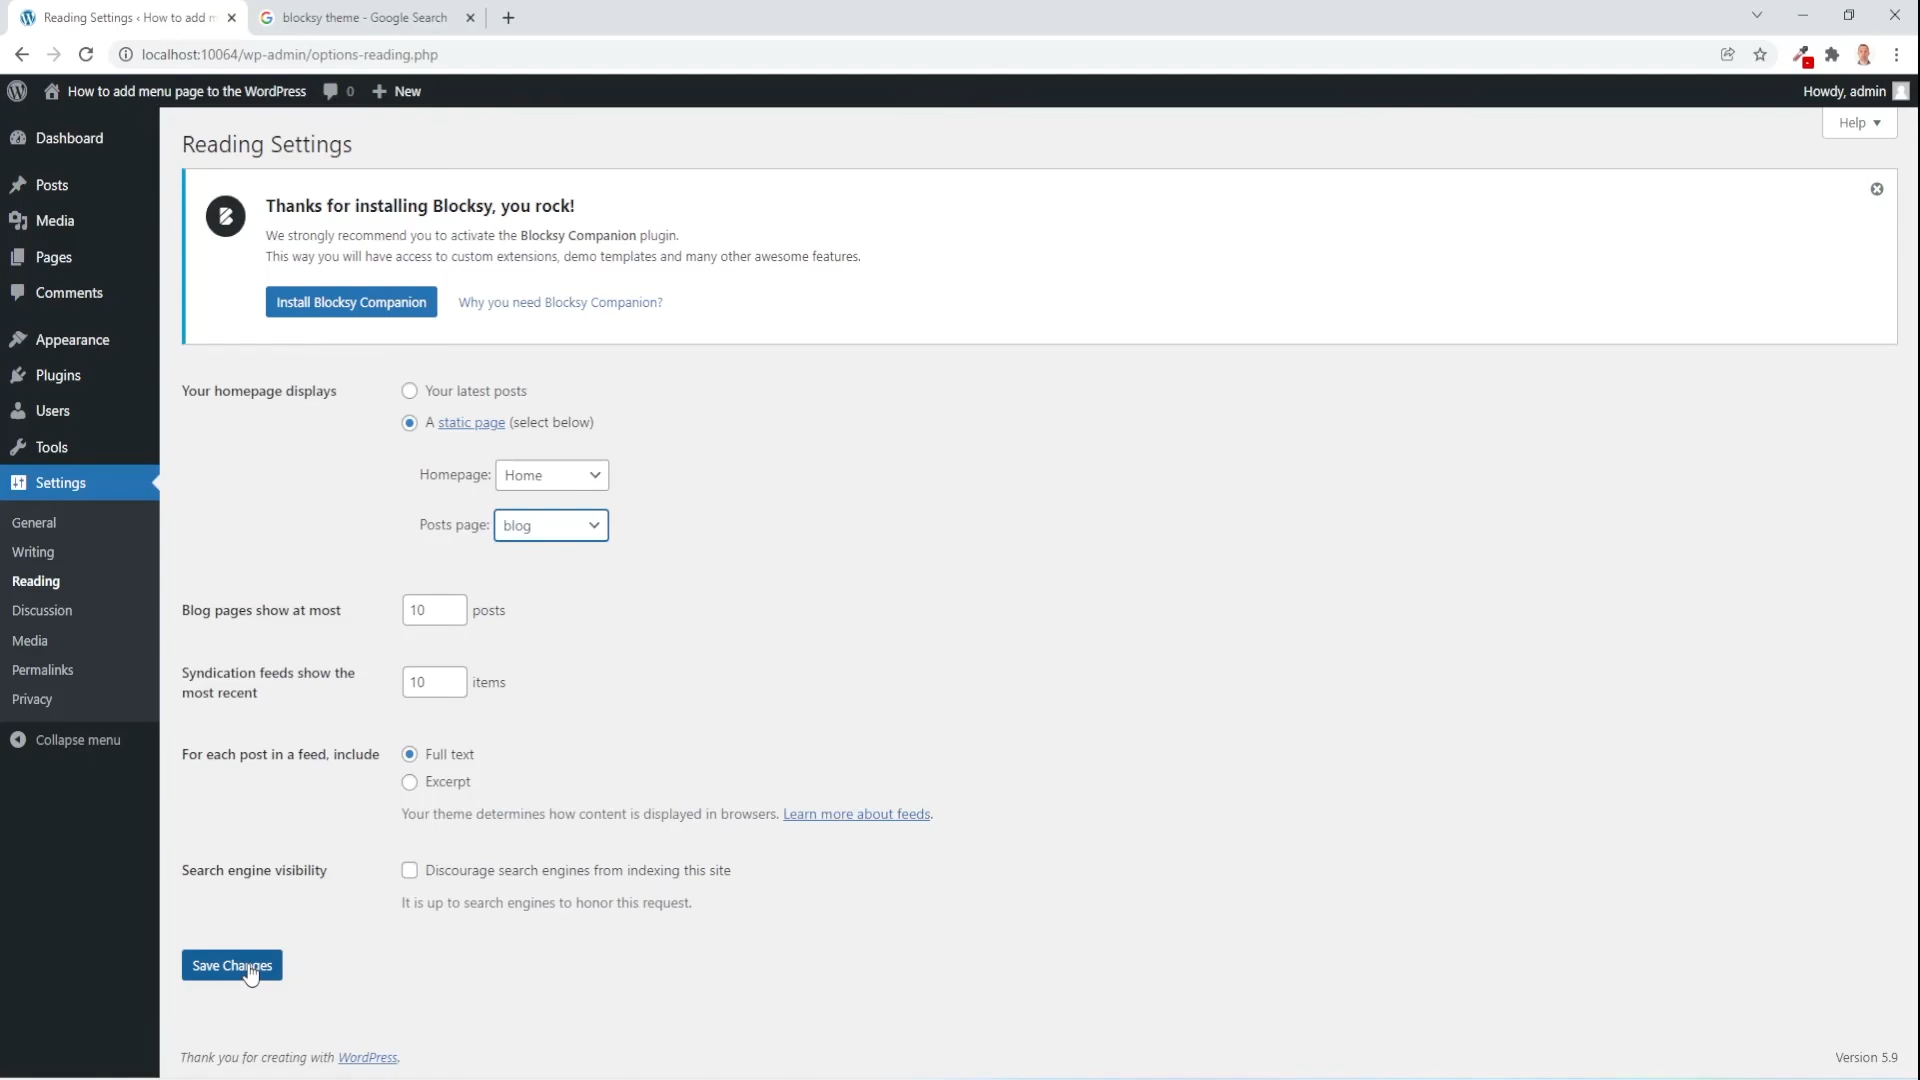 Reading Settings ‹ How to add m
blocksy theme - Google Search
localhost:10064/wp-admin/options-reading.php
How to add menu page to the WordPress
0
New
Howdy, admin
Help
Dashboard
Posts
Media
Pages
Comments
Appearance
Plugins
Users
Tools
Settings
General
Writing
Reading
Discussion
Media
Permalinks
Privacy
Collapse menu
Reading Settings
Thanks for installing Blocksy, you rock!
We strongly recommend you to activate the Blocksy Companion plugin.
This way you will have access to custom extensions, demo templates and many other awesome features.
Install Blocksy Companion
Why you need Blocksy Companion?
Your homepage displays
Your latest posts
A static page (select below)
Homepage: Home
Posts page: blog
Blog pages show at most
10 posts
Syndication feeds show the
most recent
10 items
For each post in a feed, include
Full text
Excerpt
Your theme determines how content is displayed in browsers. Learn more about feeds.
Search engine visibility
Discourage search engines from indexing this site
It is up to search engines to honor this request.
Save Changes
Thank you for creating with WordPress.
Version 5.9